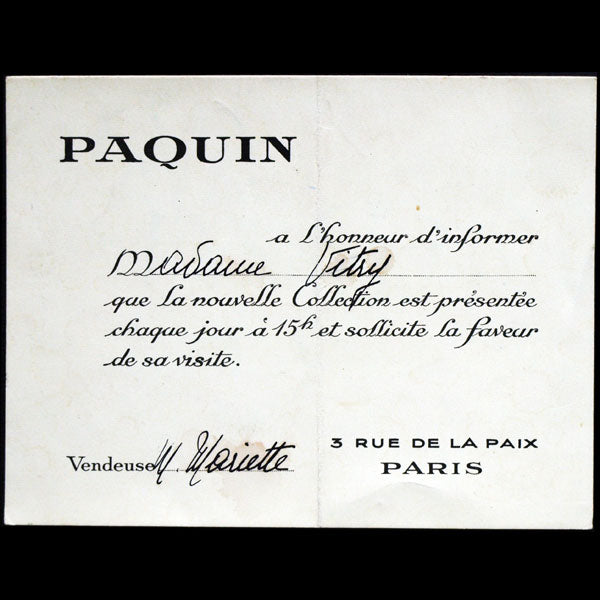 PAQUIN
a l'honneur d'informer
Madame Vitry
que la nouvelle Collection est présentée
chaque jour à 15h et sollicite la faveur
de sa visite.
Vendeuse M. Mariette
3 RUE DE LA PAIX
PARIS